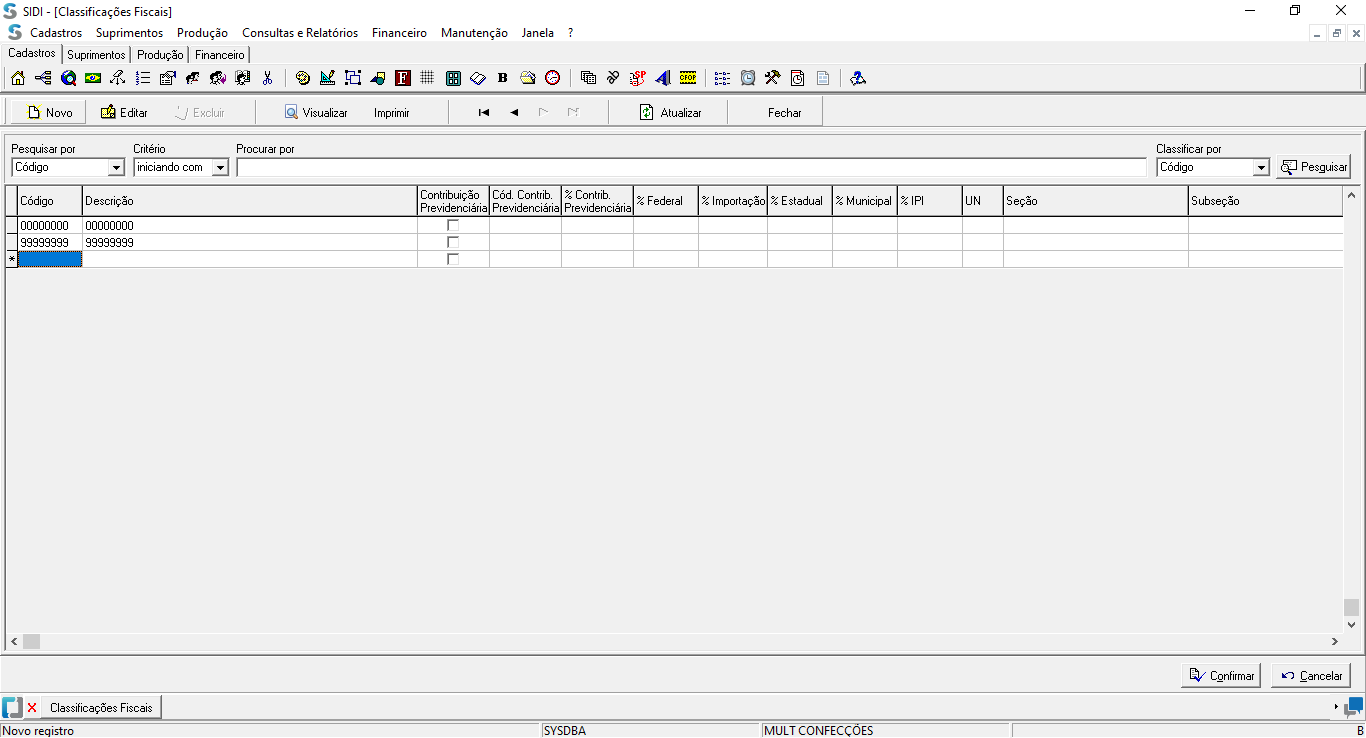 SIDI - [Classificações Fiscais]
Cadastros Suprimentos Produção Consultas e Relatórios Financeiro Manutenção Janela ?
Cadastros Suprimentos Produção Financeiro
F B SP CFOP
Novo Editar Excluir Visualizar Imprimir Atualizar Fechar
Pesquisar por Critério Procurar por Classificar por
Código iniciando com Código Pesquisar
Código Descrição Contribuição Previdenciária Cód. Contrib. Previdenciária % Contrib. Previdenciária % Federal % Importação % Estadual % Municipal % IPI UN Seção Subseção
00000000 00000000
99999999 99999999
*
Confirmar Cancelar
Classificações Fiscais
Novo registro SYSDBA MULT CONFECÇÕES B